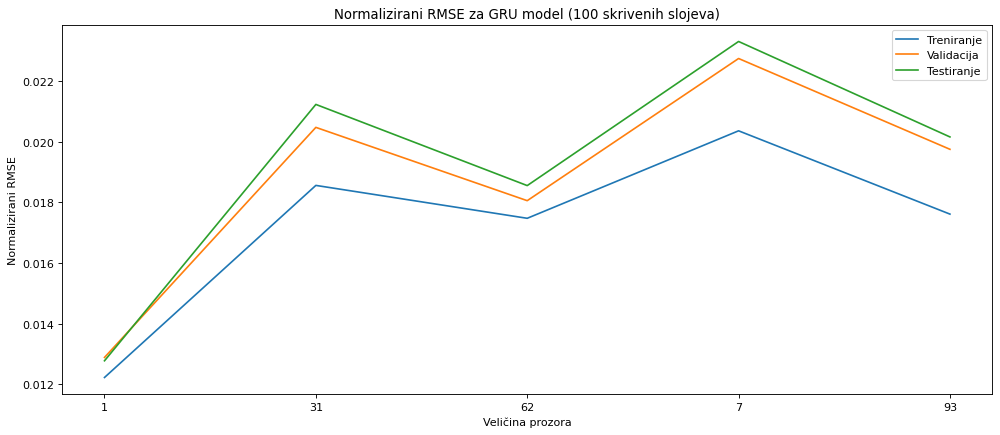 Normalizirani RMSE za GRU model (100 skrivenih slojeva)
Treniranje
Validacija
Testiranje
Normalizirani RMSE
0.022
0.020
0.018
0.016
0.014
0.012
1 31 62 7 93
Veličina prozora